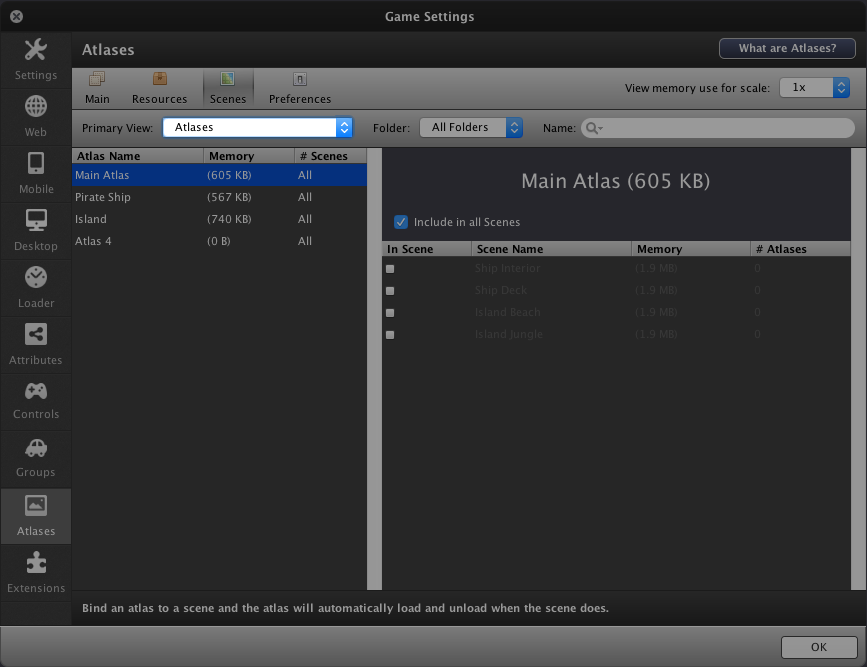 Game Settings
Settings
Web
Mobile
Desktop
Loader
Attributes
Controls
Groups
Atlases
Extensions
Atlases
What are Atlases?
Main
Resources
Scenes
Preferences
View memory use for scale:
1x
Primary View:
Atlases
Folder:
All Folders
Name:
Atlas Name Memory # Scenes
Main Atlas (605 KB) All
Pirate Ship (567 KB) All
Island (740 KB) All
Atlas 4 (0 B) All
Main Atlas (605 KB)
Include in all Scenes
In Scene Scene Name Memory # Atlases
Ship Interior (1.9 MB) 0
Ship Deck (1.9 MB) 0
Island Beach (1.9 MB) 0
Island Jungle (1.9 MB) 0
Bind an atlas to a scene and the atlas will automatically load and unload when the scene does.
OK